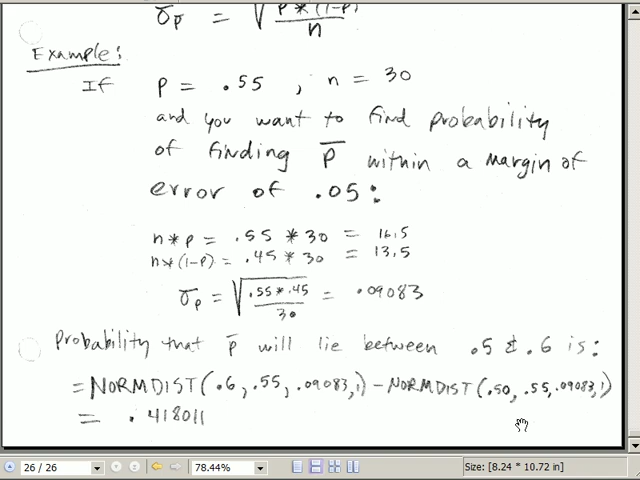 σp = √p*(1-p)/n
Example:
If p = .55 , n = 30
and you want to find probability
of finding p̅ within a margin of
error of .05:
n*p = .55 * 30 = 16.5
n*(1-p) = .45 * 30 = 13.5
σp = √.55*.45/30 = .09083
Probability that p̅ will lie between .5 & .6 is:
= NORMDIST(.6, .55, .09083,1) - NORMDIST(.50, .55, .09083,1)
= .418011
26 / 26
78.44%
Size: [8.24 * 10.72 in]